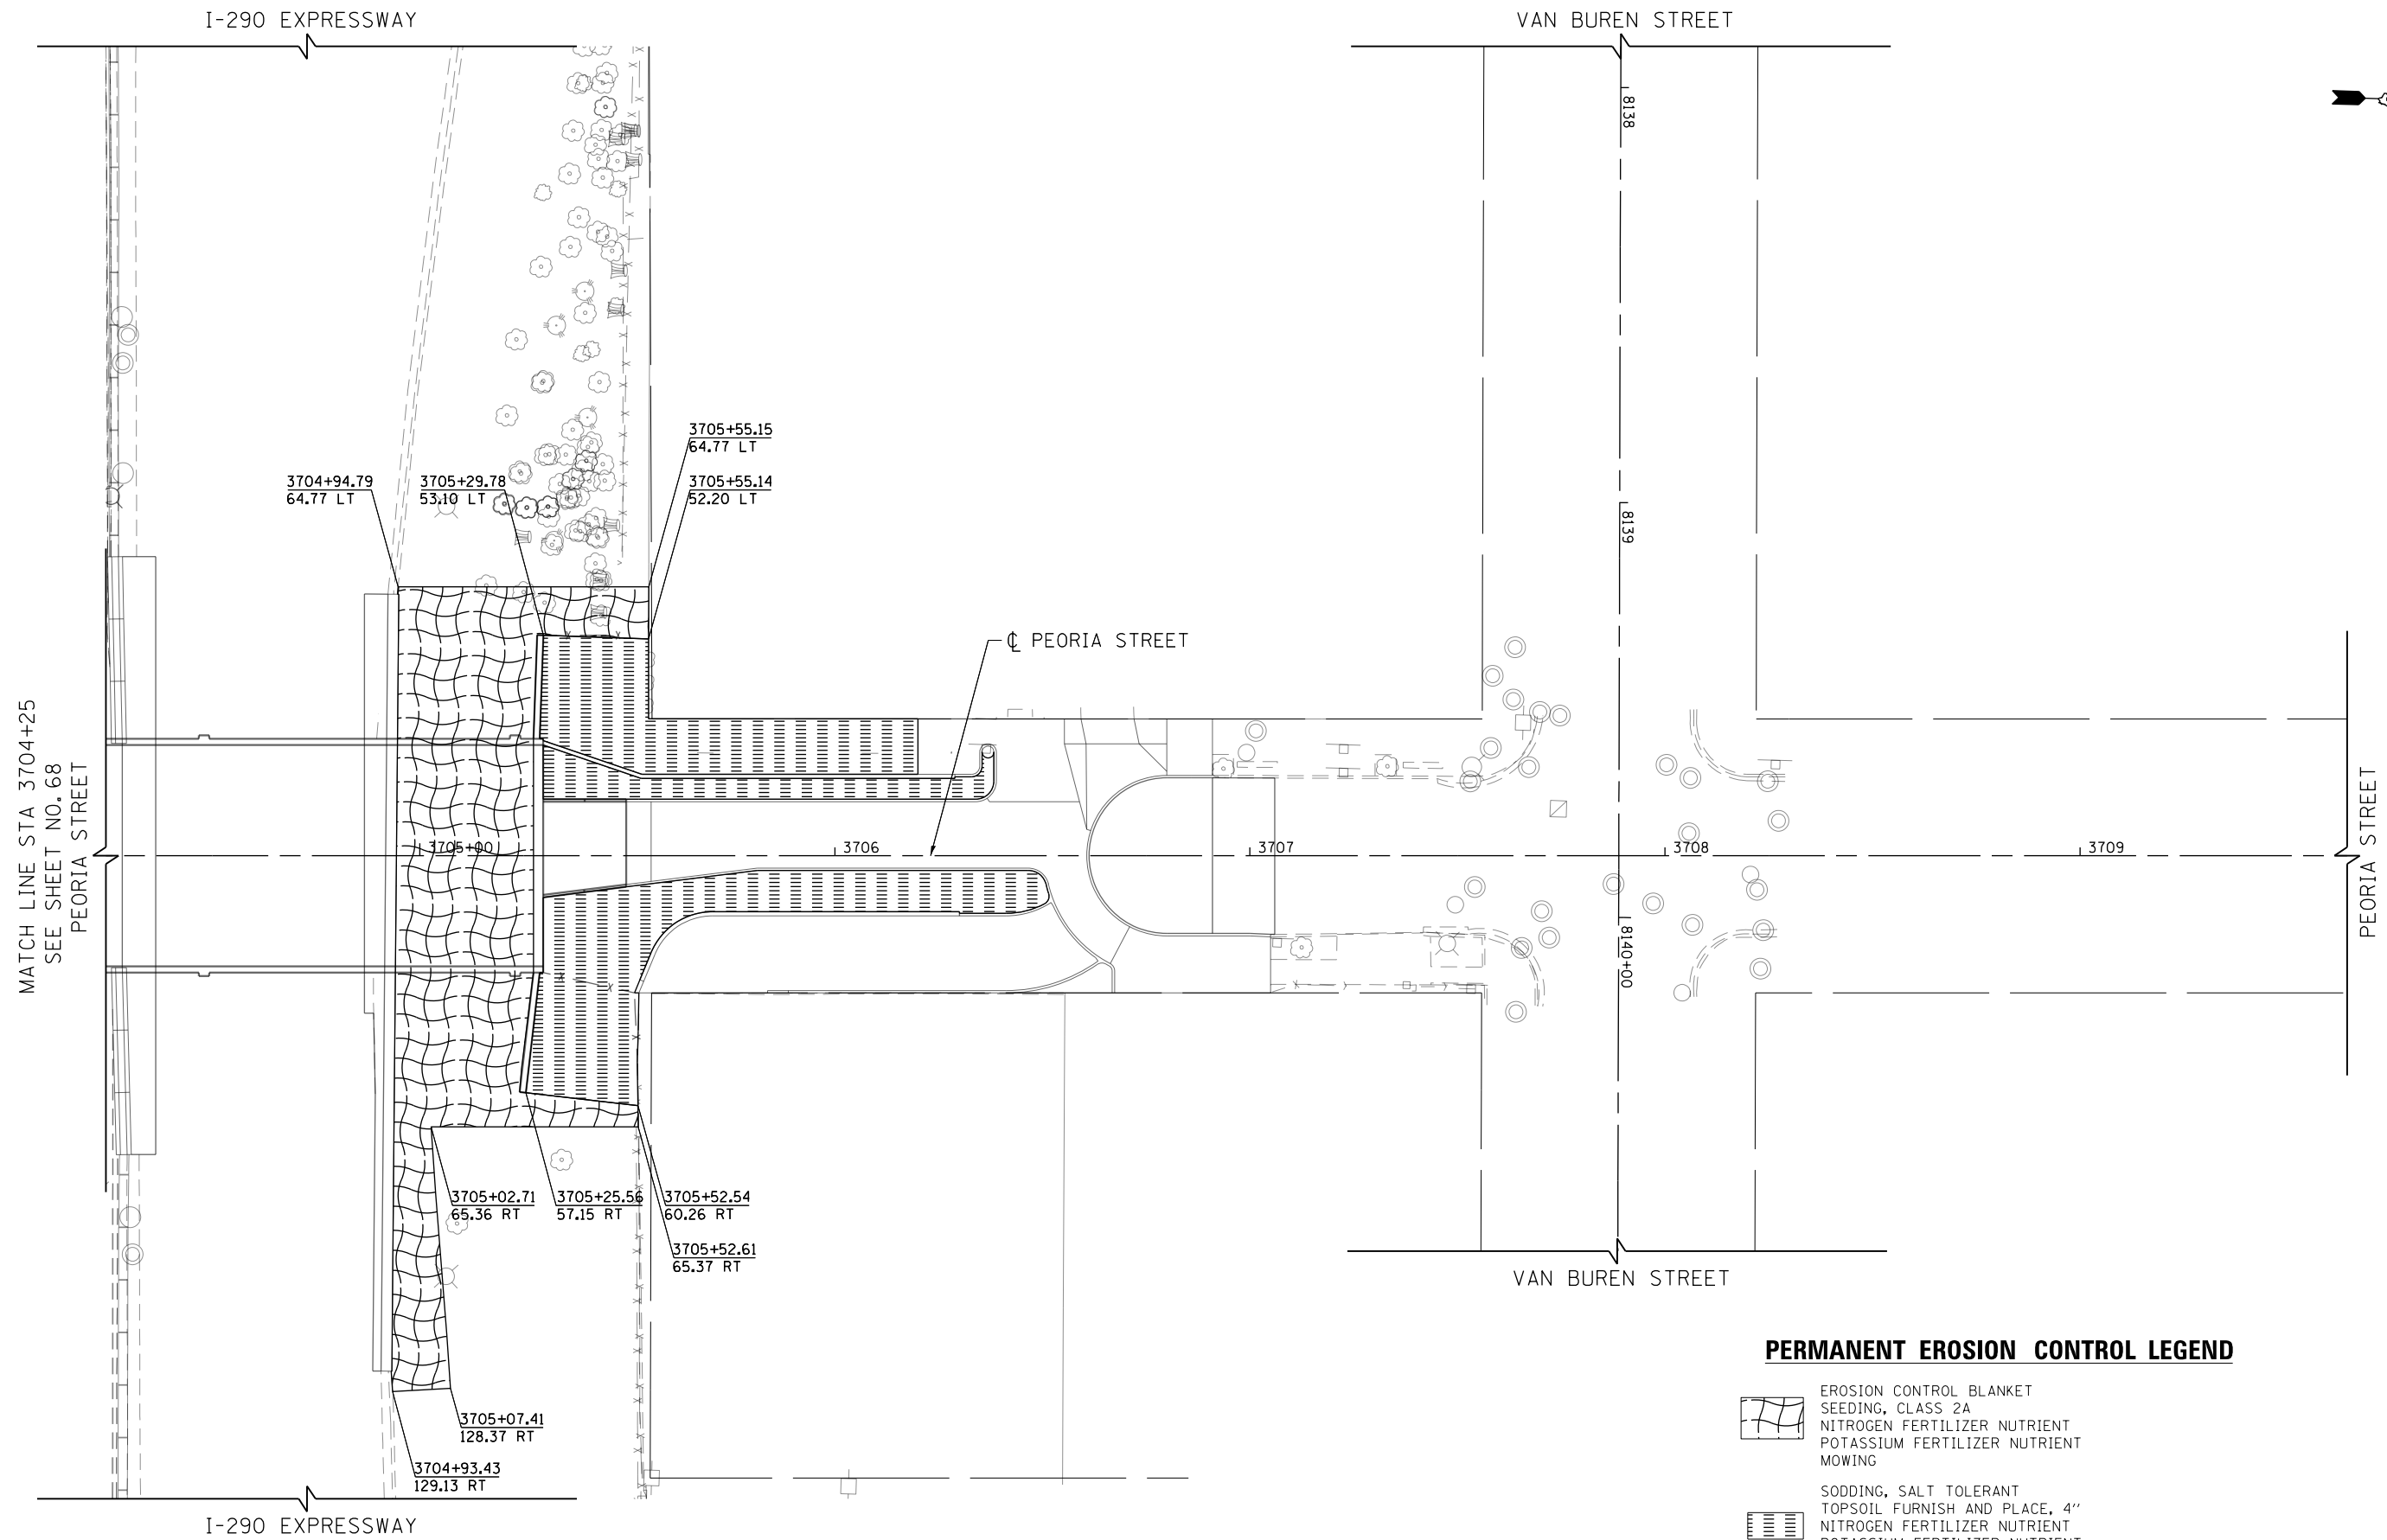 I-290 EXPRESSWAY
VAN BUREN STREET
8138
3705+55.15
64.77 LT
3704+94.79
64.77 LT
3705+29.78
53.10 LT
3705+55.14
52.20 LT
8139
℄ PEORIA STREET
MATCH LINE STA 3704+25
SEE SHEET NO. 68
PEORIA STREET
3705+00
3706
3707
3708
3709
PEORIA STREET
8140+00
3705+02.71
65.36 RT
3705+25.56
57.15 RT
3705+52.54
60.26 RT
3705+52.61
65.37 RT
VAN BUREN STREET
3705+07.41
128.37 RT
3704+93.43
129.13 RT
I-290 EXPRESSWAY
PERMANENT EROSION CONTROL LEGEND
EROSION CONTROL BLANKET
SEEDING, CLASS 2A
NITROGEN FERTILIZER NUTRIENT
POTASSIUM FERTILIZER NUTRIENT
MOWING
SODDING, SALT TOLERANT
TOPSOIL FURNISH AND PLACE, 4''
NITROGEN FERTILIZER NUTRIENT
POTASSIUM FERTILIZER NUTRIENT